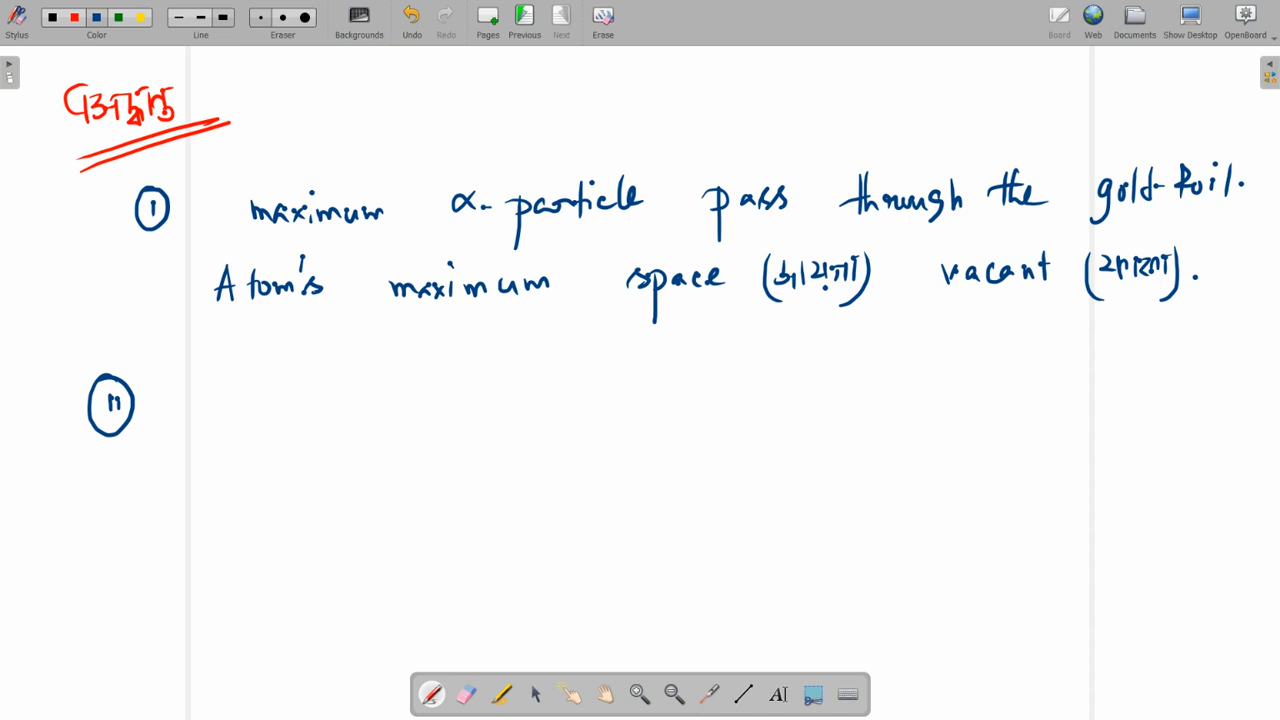 Stylus Color Line Eraser Backgrounds Undo Redo Pages Previous Next Erase Board Web Documents Show Desktop OpenBoard
① maximum α-particle pass through the gold-foil.
Atom's maximum space (জায়গা) vacant
②